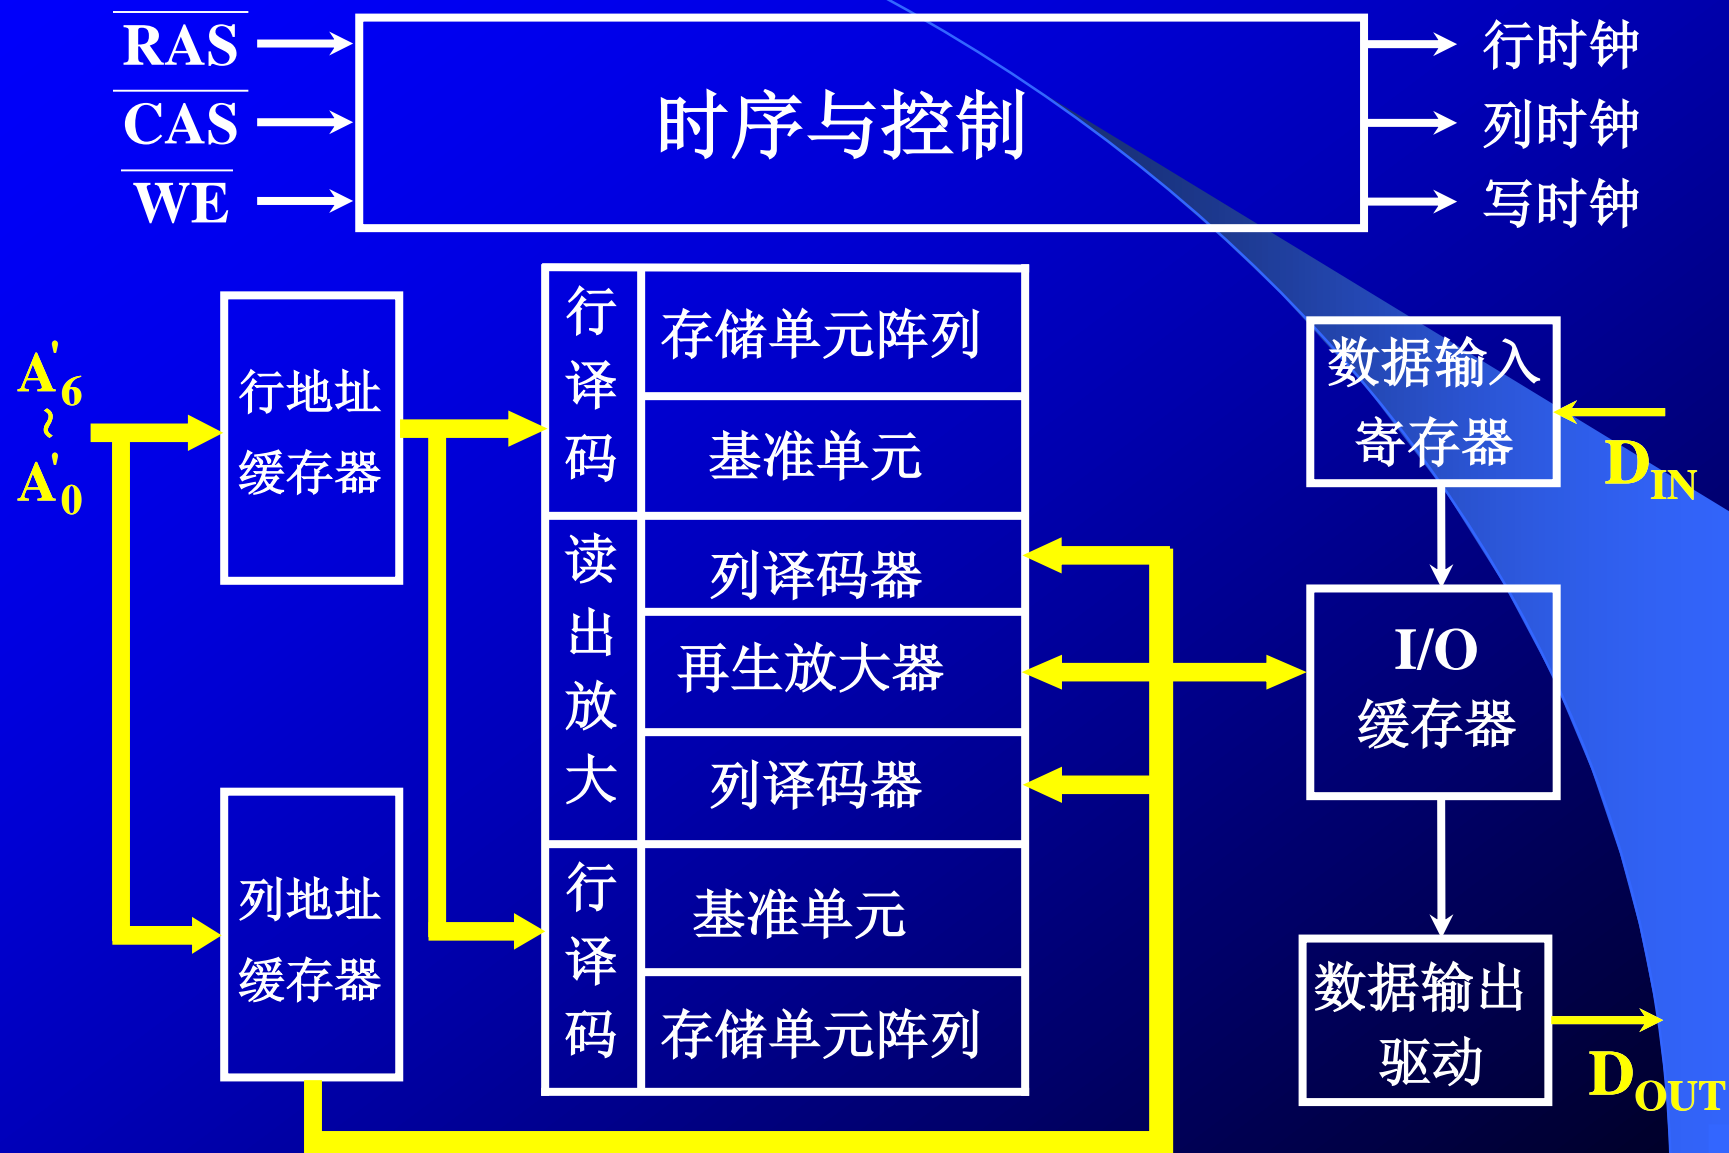 RAS
CAS
WE
时序与控制
行时钟
列时钟
写时钟
A'6
~
A'0
行地址
缓存器
列地址
缓存器
行
译
码
读
出
放
大
行
译
码
存储单元阵列
基准单元
列译码器
再生放大器
列译码器
基准单元
存储单元阵列
数据输入
寄存器
DIN
I/O
缓存器
数据输出
驱动
DOUT